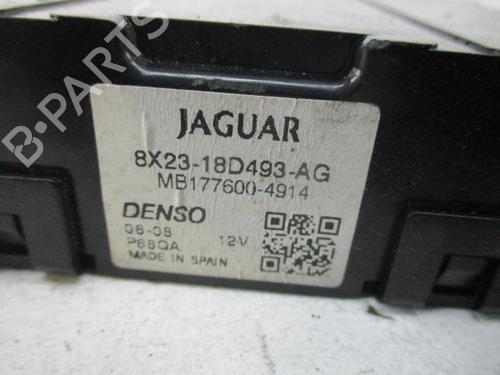 JAGUAR
8X23-18D493-AG
MB177600-4914
DENSO
08-08
P68QA 12V
MADE IN SPAIN
B-PARTS